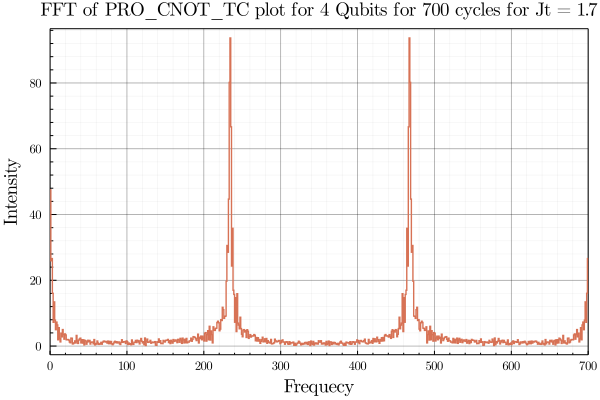 FFT of PRO_CNOT_TC plot for 4 Qubits for 700 cycles for Jt = 1.7
80
60
40
20
0
Intensity
0 100 200 300 400 500 600 700
Frequecy